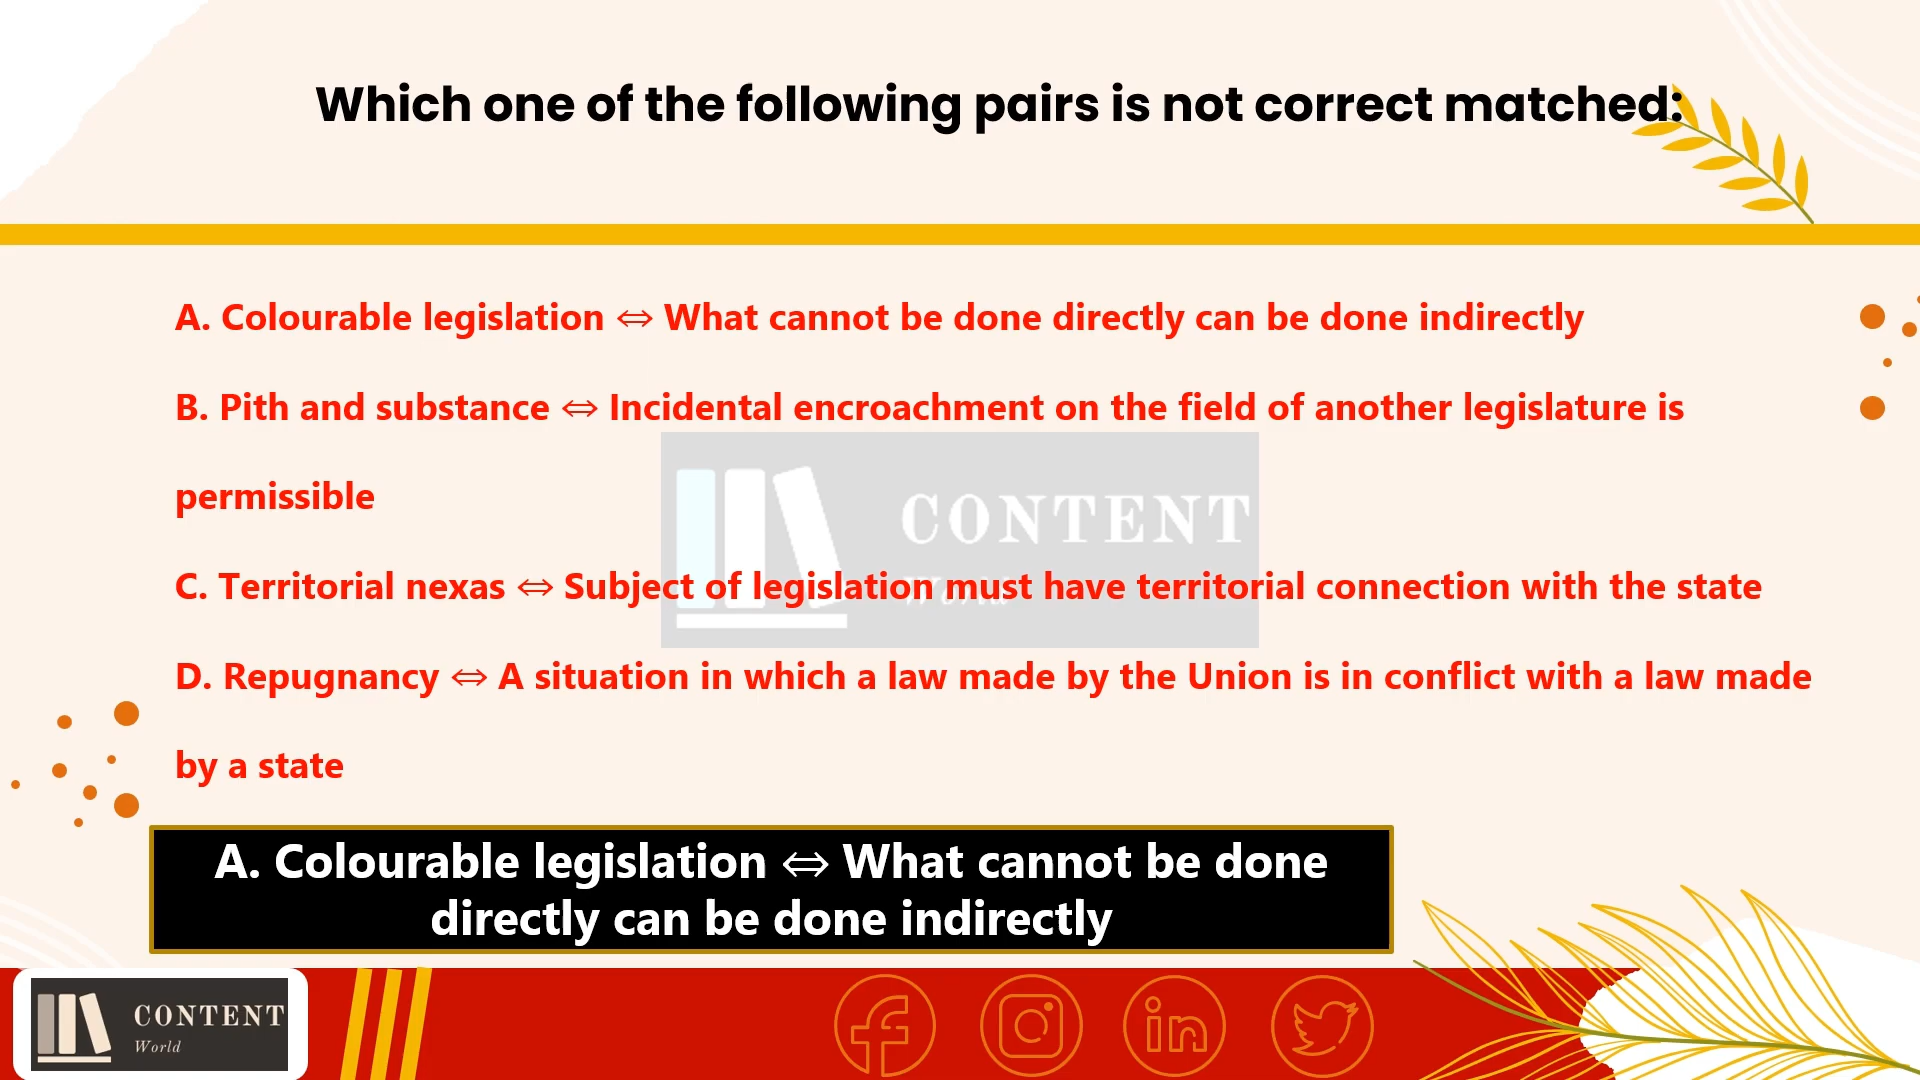 Which one of the following pairs is not correct matched:
A. Colourable legislation ⇔ What cannot be done directly can be done indirectly
B. Pith and substance ⇔ Incidental encroachment on the field of another legislature is
permissible
CONTENT
World
C. Territorial nexas ⇔ Subject of legislation must have territorial connection with the state
D. Repugnancy ⇔ A situation in which a law made by the Union is in conflict with a law made
by a state
A. Colourable legislation ⇔ What cannot be done
directly can be done indirectly
CONTENT
World